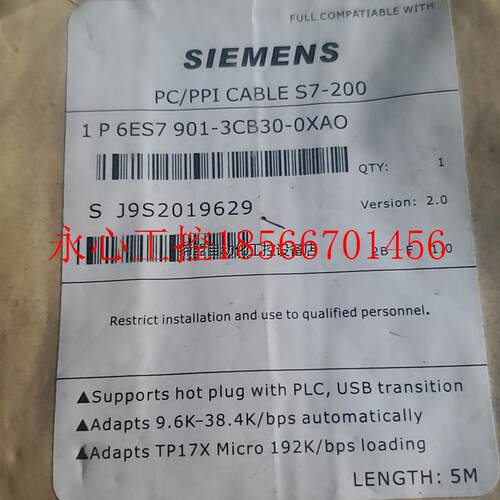 FULL COMPATIABLE WITH
SIEMENS
PC/PPI CABLE S7-200
1 P 6ES7 901-3CB30-0XAO
QTY: 1
S J9S2019629
Version: 2.0
永心工控18566701456
Restrict installation and use to qualified personnel.
▲Supports hot plug with PLC, USB transition
▲Adapts 9.6K-38.4K/bps automatically
▲Adapts TP17X Micro 192K/bps loading
LENGTH: 5M